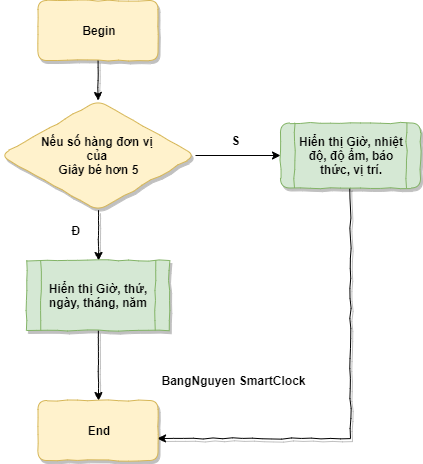 Begin
Nếu số hàng đơn vị
của
Giây bé hơn 5
S
Hiển thị Giờ, nhiệt
độ, độ ẩm, báo
thức, vị trí.
Đ
Hiển thị Giờ, thứ,
ngày, tháng, năm
BangNguyen SmartClock
End